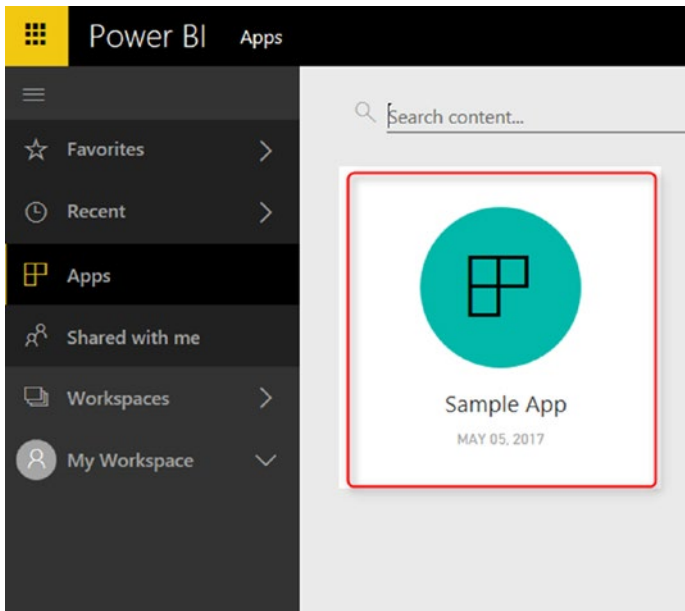 Power BI Apps
Search content...
Favorites
Recent
Apps
Shared with me
Workspaces
My Workspace
Sample App
MAY 05, 2017